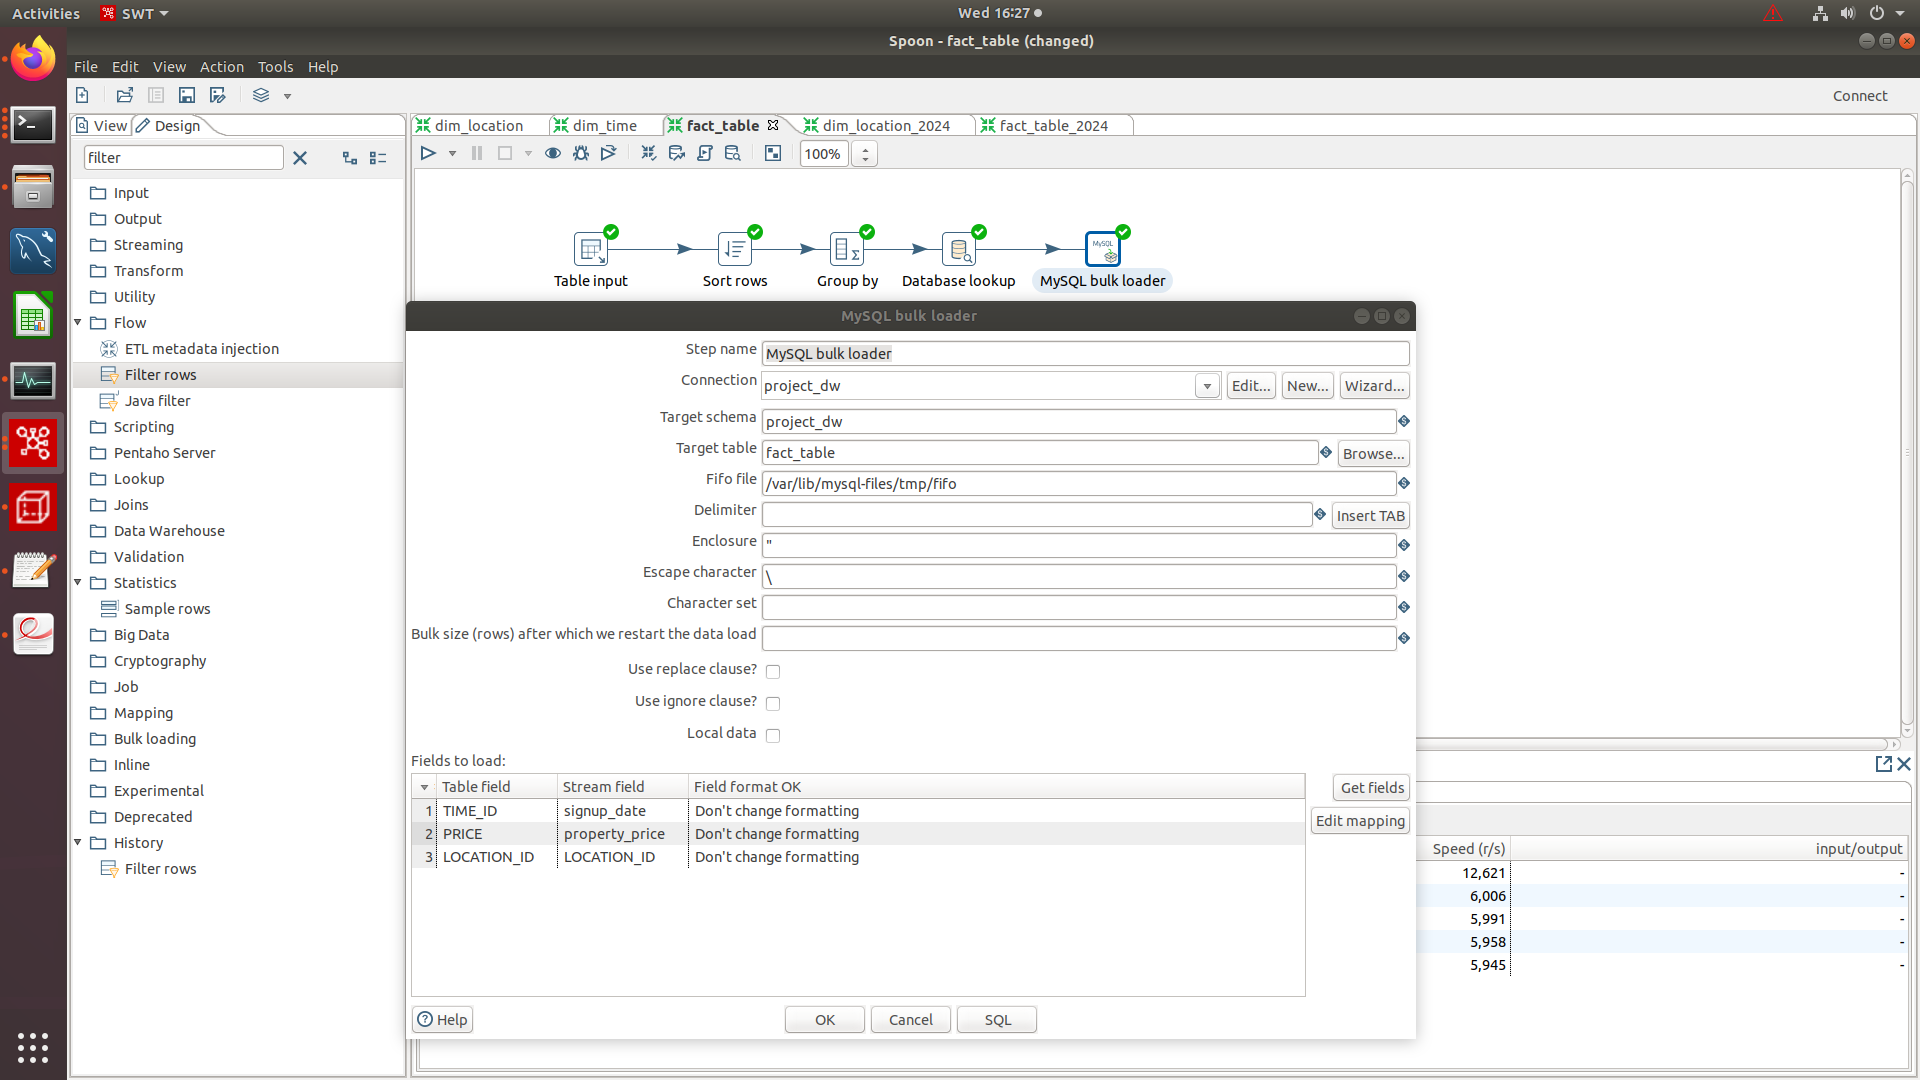 Activities SWT Wed 16:27
Spoon - fact_table (changed)
File Edit View Action Tools Help
Connect
View Design
dim_location dim_time fact_table dim_location_2024 fact_table_2024
filter
100%
Input
Output
Streaming
Transform
Utility
Flow
ETL metadata injection
Filter rows
Java filter
Scripting
Pentaho Server
Lookup
Joins
Data Warehouse
Validation
Statistics
Sample rows
Big Data
Cryptography
Job
Mapping
Bulk loading
Inline
Experimental
Deprecated
History
Filter rows
MySQL
Table input Sort rows Group by Database lookup MySQL bulk loader
MySQL bulk loader
Step name MySQL bulk loader
Connection project_dw Edit... New... Wizard...
Target schema project_dw
Target table fact_table Browse...
Fifo file /var/lib/mysql-files/tmp/fifo
Delimiter Insert TAB
Enclosure "
Escape character \
Character set
Bulk size (rows) after which we restart the data load
Use replace clause?
Use ignore clause?
Local data
Fields to load:
Table field Stream field Field format OK
1 TIME_ID signup_date Don't change formatting
2 PRICE property_price Don't change formatting
3 LOCATION_ID LOCATION_ID Don't change formatting
Get fields
Edit mapping
Help OK Cancel SQL
Speed (r/s) input/output
12,621 -
6,006 -
5,991 -
5,958 -
5,945 -